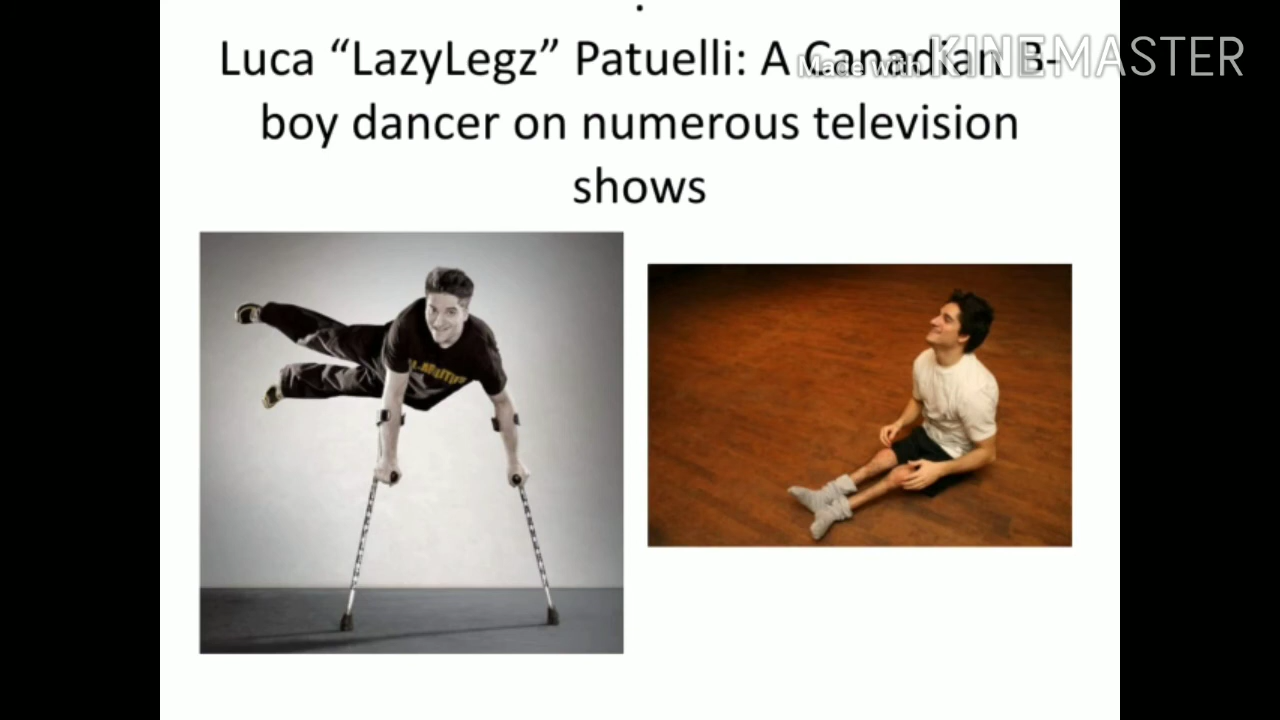 Luca “LazyLegz” Patuelli: A Canadian B-
boy dancer on numerous television
shows
Made with KINEMASTER